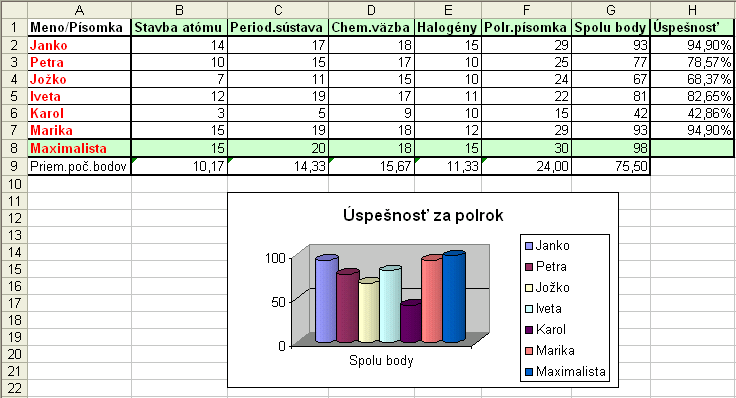 A B C D E F G H
1 Meno/Písomka Stavba atómu Period.sústava Chem.väzba Halogény Polr.písomka Spolu body Úspešnosť
2 Janko 14 17 18 15 29 93 94,90%
3 Petra 10 15 17 10 25 77 78,57%
4 Jožko 7 11 15 10 24 67 68,37%
5 Iveta 12 19 17 11 22 81 82,65%
6 Karol 3 5 9 10 15 42 42,86%
7 Marika 15 19 18 12 29 93 94,90%
8 Maximalista 15 20 18 15 30 98
9 Priem.poč.bodov 10,17 14,33 15,67 11,33 24,00 75,50
10
11
12
13
14
15
16
17
18
19
20
21
22
Úspešnosť za polrok
100
50
0
Spolu body
Janko
Petra
Jožko
Iveta
Karol
Marika
Maximalista